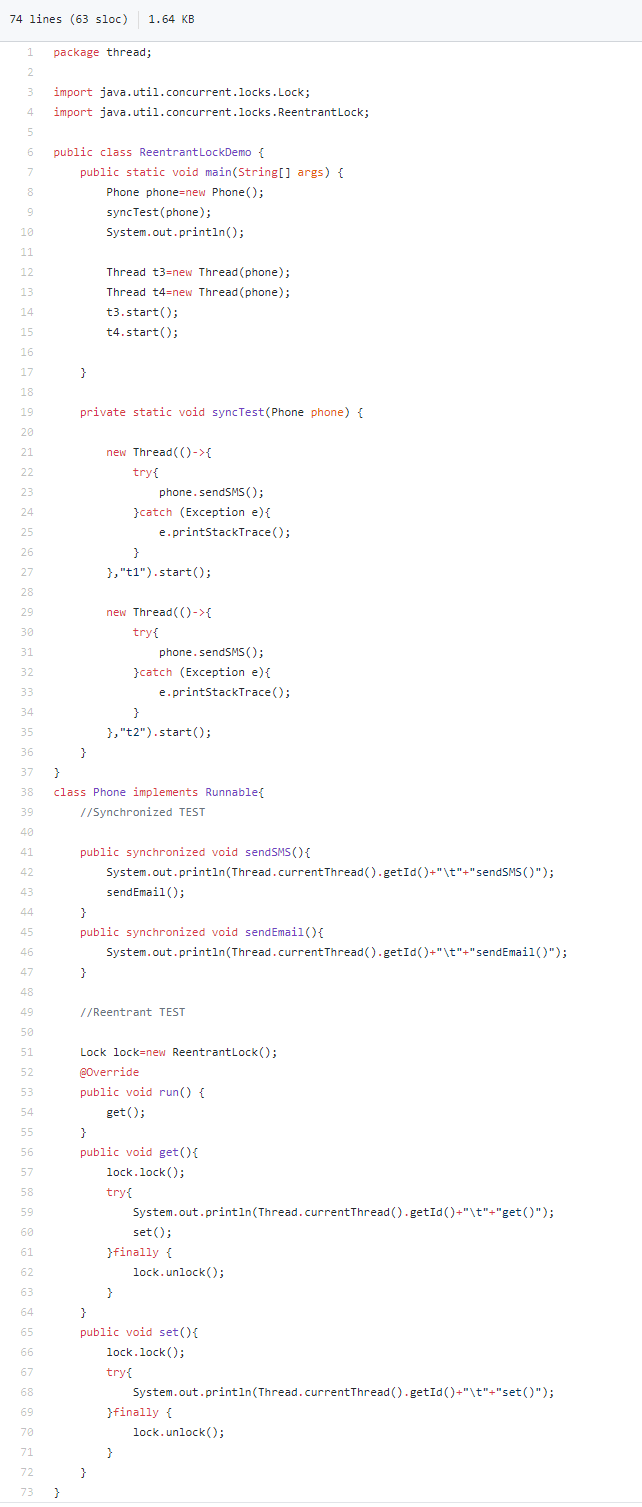 74 lines (63 sloc) 1.64 KB
1 package thread;
2
3 import java.util.concurrent.locks.Lock;
4 import java.util.concurrent.locks.ReentrantLock;
5
6 public class ReentrantLockDemo {
7     public static void main(String[] args) {
8         Phone phone=new Phone();
9         syncTest(phone);
10         System.out.println();
11
12         Thread t3=new Thread(phone);
13         Thread t4=new Thread(phone);
14         t3.start();
15         t4.start();
16
17     }
18
19     private static void syncTest(Phone phone) {
20
21         new Thread(()->{
22             try{
23                 phone.sendSMS();
24             }catch (Exception e){
25                 e.printStackTrace();
26             }
27         },"t1").start();
28
29         new Thread(()->{
30             try{
31                 phone.sendSMS();
32             }catch (Exception e){
33                 e.printStackTrace();
34             }
35         },"t2").start();
36     }
37 }
38 class Phone implements Runnable{
39     //Synchronized TEST
40
41     public synchronized void sendSMS(){
42         System.out.println(Thread.currentThread().getId()+"\t"+"sendSMS()");
43         sendEmail();
44     }
45     public synchronized void sendEmail(){
46         System.out.println(Thread.currentThread().getId()+"\t"+"sendEmail()");
47     }
48
49     //Reentrant TEST
50
51     Lock lock=new ReentrantLock();
52     @Override
53     public void run() {
54         get();
55     }
56     public void get(){
57         lock.lock();
58         try{
59             System.out.println(Thread.currentThread().getId()+"\t"+"get()");
60             set();
61         }finally {
62             lock.unlock();
63         }
64     }
65     public void set(){
66         lock.lock();
67         try{
68             System.out.println(Thread.currentThread().getId()+"\t"+"set()");
69         }finally {
70             lock.unlock();
71         }
72     }
73 }